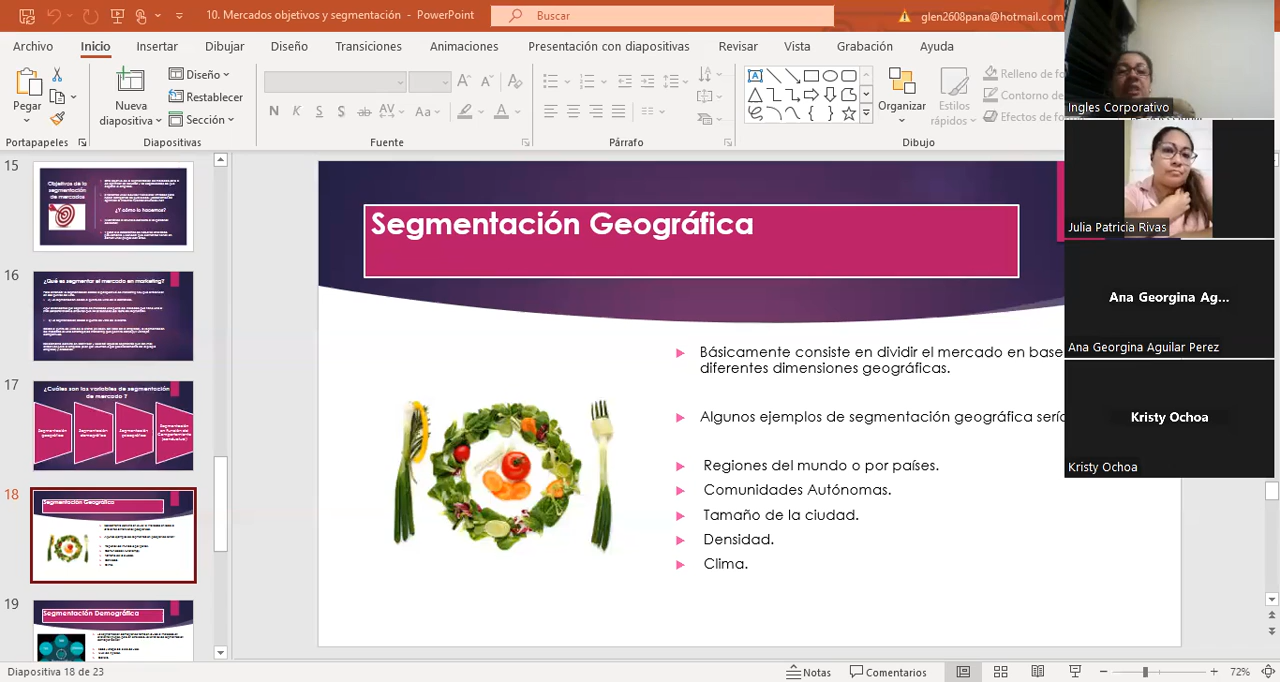 10. Mercados objetivos y segmentación - PowerPoint
Buscar
glen2608pana@hotmail.com
Archivo
Inicio
Insertar
Dibujar
Diseño
Transiciones
Animaciones
Presentación con diapositivas
Revisar
Vista
Grabación
Ayuda
Pegar
Portapapeles
Nueva
diapositiva
Diseño
Restablecer
Sección
Diapositivas
N K S S ab AV Aa A
Fuente
Párrafo
Organizar
Estilos
rápidos
Relleno de fo
Contorno de
Efectos de fo
Dibujo
Ingles Corporativo
Julia Patricia Rivas
Ana Georgina Ag...
Ana Georgina Aguilar Perez
Kristy Ochoa
Kristy Ochoa
15
Objetivos de la
segmentación
de mercados
¿Y cómo lo hacemos?
16
¿Qué es segmentar el mercado en marketing?
17
¿Cuáles son las variables de segmentación
de mercado ?
Segmentación
geográfica
Segmentación
demográfica
Segmentación
geográfica
Segmentación
en Función de
Comportamiento
(conductual)
18
Segmentación Geográfica
19
Segmentación Demográfica
Segmentación Geográfica
Básicamente consiste en dividir el mercado en base
diferentes dimensiones geográficas.
Algunos ejemplos de segmentación geográfica sería
Regiones del mundo o por países.
Comunidades Autónomas.
Tamaño de la ciudad.
Densidad.
Clima.
Diapositiva 18 de 23
Notas
Comentarios
72%